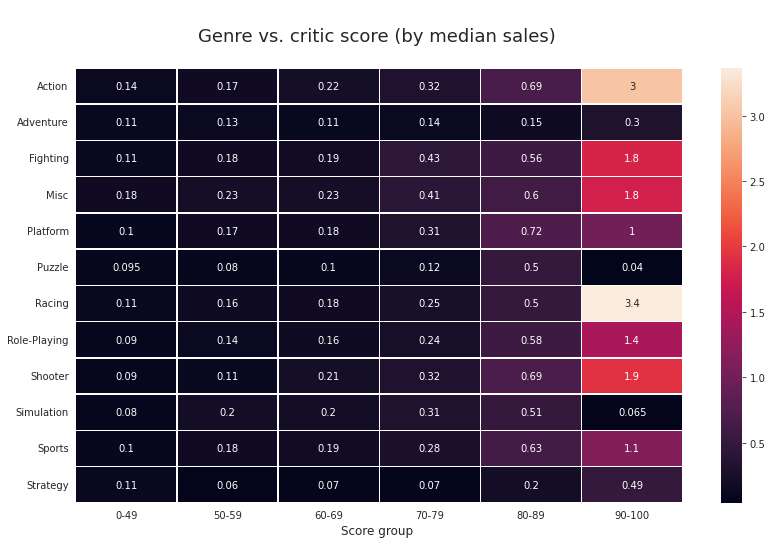 Genre vs. critic score (by median sales)
Action 0.14 0.17 0.22 0.32 0.69 3
Adventure 0.11 0.13 0.11 0.14 0.15 0.3
Fighting 0.11 0.18 0.19 0.43 0.56 1.8
Misc 0.18 0.23 0.23 0.41 0.6 1.8
Platform 0.1 0.17 0.18 0.31 0.72 1
Puzzle 0.095 0.08 0.1 0.12 0.5 0.04
Racing 0.11 0.16 0.18 0.25 0.5 3.4
Role-Playing 0.09 0.14 0.16 0.24 0.58 1.4
Shooter 0.09 0.11 0.21 0.32 0.69 1.9
Simulation 0.08 0.2 0.2 0.31 0.51 0.065
Sports 0.1 0.18 0.19 0.28 0.63 1.1
Strategy 0.11 0.06 0.07 0.07 0.2 0.49
0-49 50-59 60-69 70-79 80-89 90-100
Score group
3.0
2.5
2.0
1.5
1.0
0.5